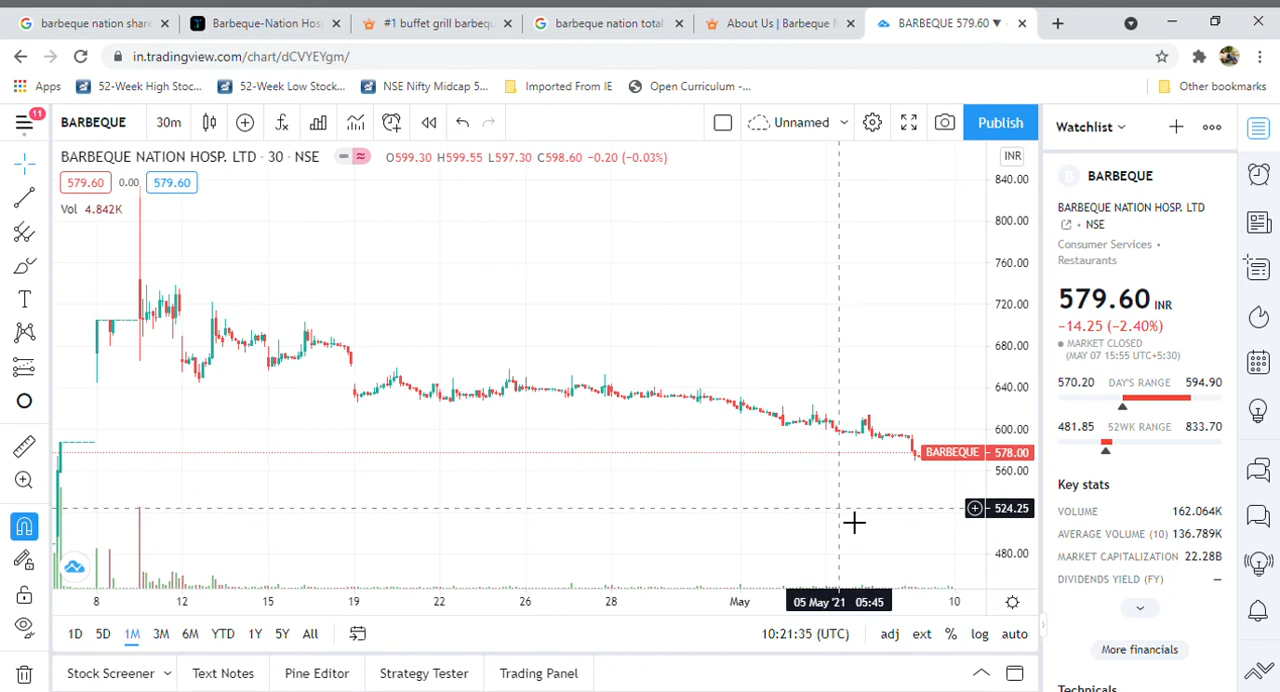 barbeque nation share
Barbeque-Nation Hos
#1 buffet grill barbequ
barbeque nation total
About Us | Barbeque N
BARBEQUE 579.60 ▼
in.tradingview.com/chart/dCVYEYgm/
Apps
52-Week High Stoc...
52-Week Low Stock...
NSE Nifty Midcap 5...
Imported From IE
Open Curriculum -...
Other bookmarks
11
BARBEQUE
30m
Unnamed
Publish
Watchlist
BARBEQUE NATION HOSP. LTD · 30 · NSE
O599.30 H599.55 L597.30 C598.60 −0.20 (−0.03%)
INR
579.60
0.00
579.60
Vol 4.842K
840.00
800.00
760.00
720.00
680.00
640.00
600.00
BARBEQUE
578.00
560.00
524.25
480.00
8
12
15
19
22
26
28
May
05 May '21 05:45
10
1D
5D
1M
3M
6M
YTD
1Y
5Y
All
10:21:35 (UTC)
adj
ext
%
log
auto
Stock Screener
Text Notes
Pine Editor
Strategy Tester
Trading Panel
B
BARBEQUE
BARBEQUE NATION HOSP. LTD
• NSE
Consumer Services •
Restaurants
579.60 INR
−14.25 (−2.40%)
MARKET CLOSED
(MAY 07 15:55 UTC+5:30)
570.20 DAY'S RANGE 594.90
481.85 52WK RANGE 833.70
Key stats
VOLUME 162.064K
AVERAGE VOLUME (10) 136.789K
MARKET CAPITALIZATION 22.28B
DIVIDENDS YIELD (FY) —
More financials